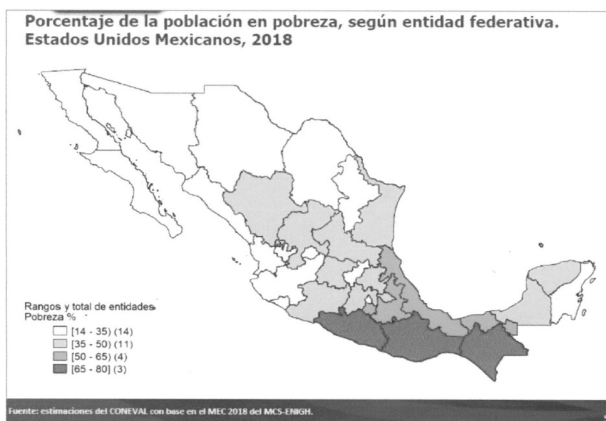 Porcentaje de la población en pobreza, según entidad federativa.
Estados Unidos Mexicanos, 2018
Rangos y total de entidades
Pobreza %
[14 - 35) (14)
[35 - 50) (11)
[50 - 65) (4)
[65 - 80] (3)
Fuente: estimaciones del CONEVAL con base en el MEC 2018 del MCS-ENIGH.